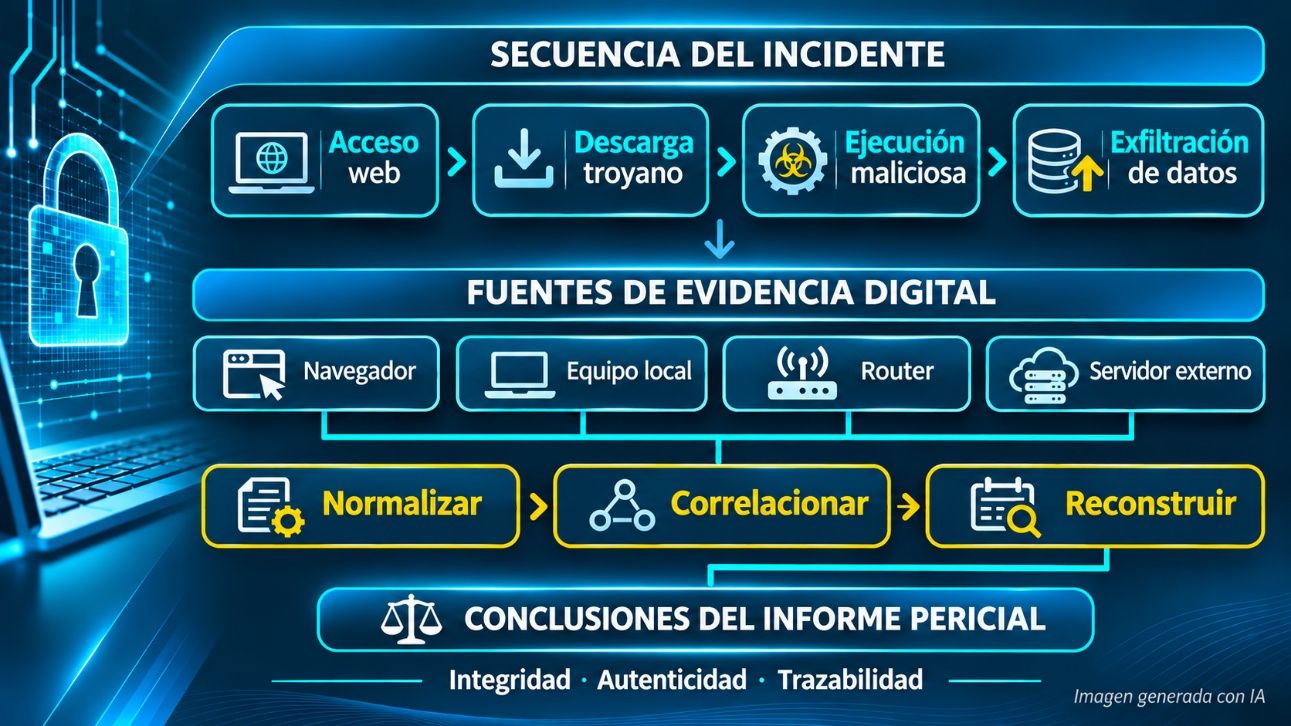 SECUENCIA DEL INCIDENTE
Acceso
web
Descarga
troyano
Ejecución
maliciosa
Exfiltración
de datos
FUENTES DE EVIDENCIA DIGITAL
Navegador
Equipo local
Router
Servidor externo
Normalizar
Correlacionar
Reconstruir
CONCLUSIONES DEL INFORME PERICIAL
Integridad · Autenticidad · Trazabilidad
Imagen generada con IA